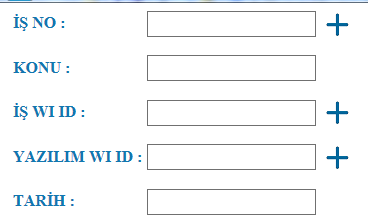 İŞ NO :
KONU :
İŞ WI ID :
YAZILIM WI ID :
TARİH :